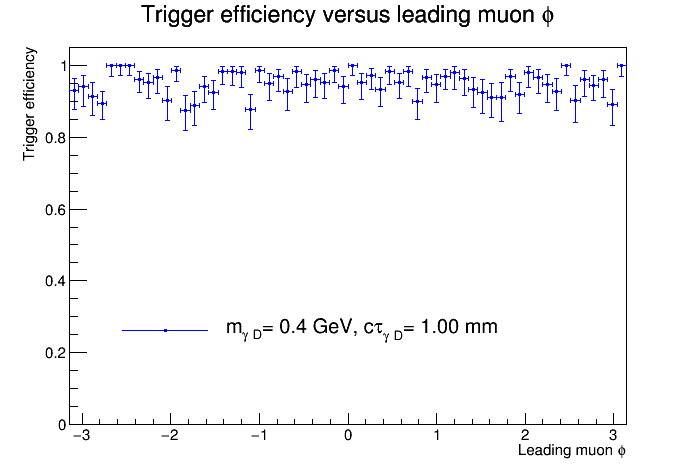 Trigger efficiency versus leading muon ϕ
Trigger efficiency
1
0.8
0.6
0.4
0.2
0
m_γ D= 0.4 GeV, cτ_γ D= 1.00 mm
−3 −2 −1 0 1 2 3
Leading muon ϕ